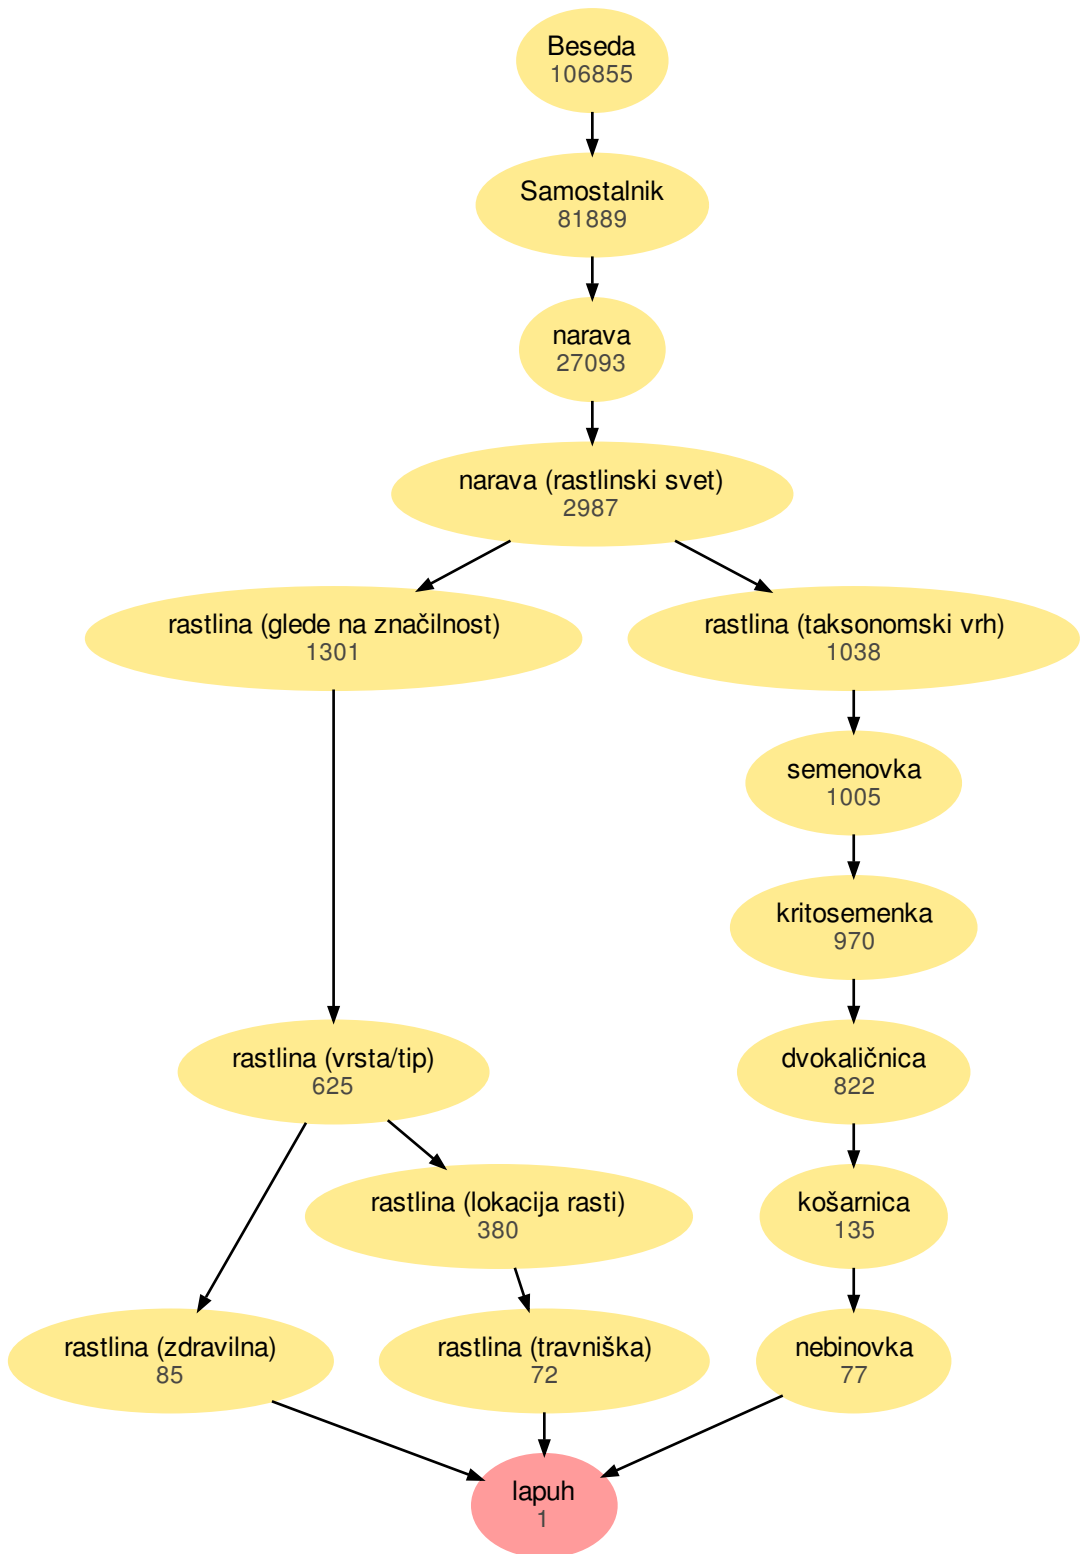 Beseda
106855
Samostalnik
81889
narava
27093
narava (rastlinski svet)
2987
rastlina (glede na značilnost)
1301
rastlina (taksonomski vrh)
1038
semenovka
1005
kritosemenka
970
rastlina (vrsta/tip)
625
dvokaličnica
822
rastlina (lokacija rasti)
380
košarnica
135
rastlina (zdravilna)
85
rastlina (travniška)
72
nebinovka
77
lapuh
1